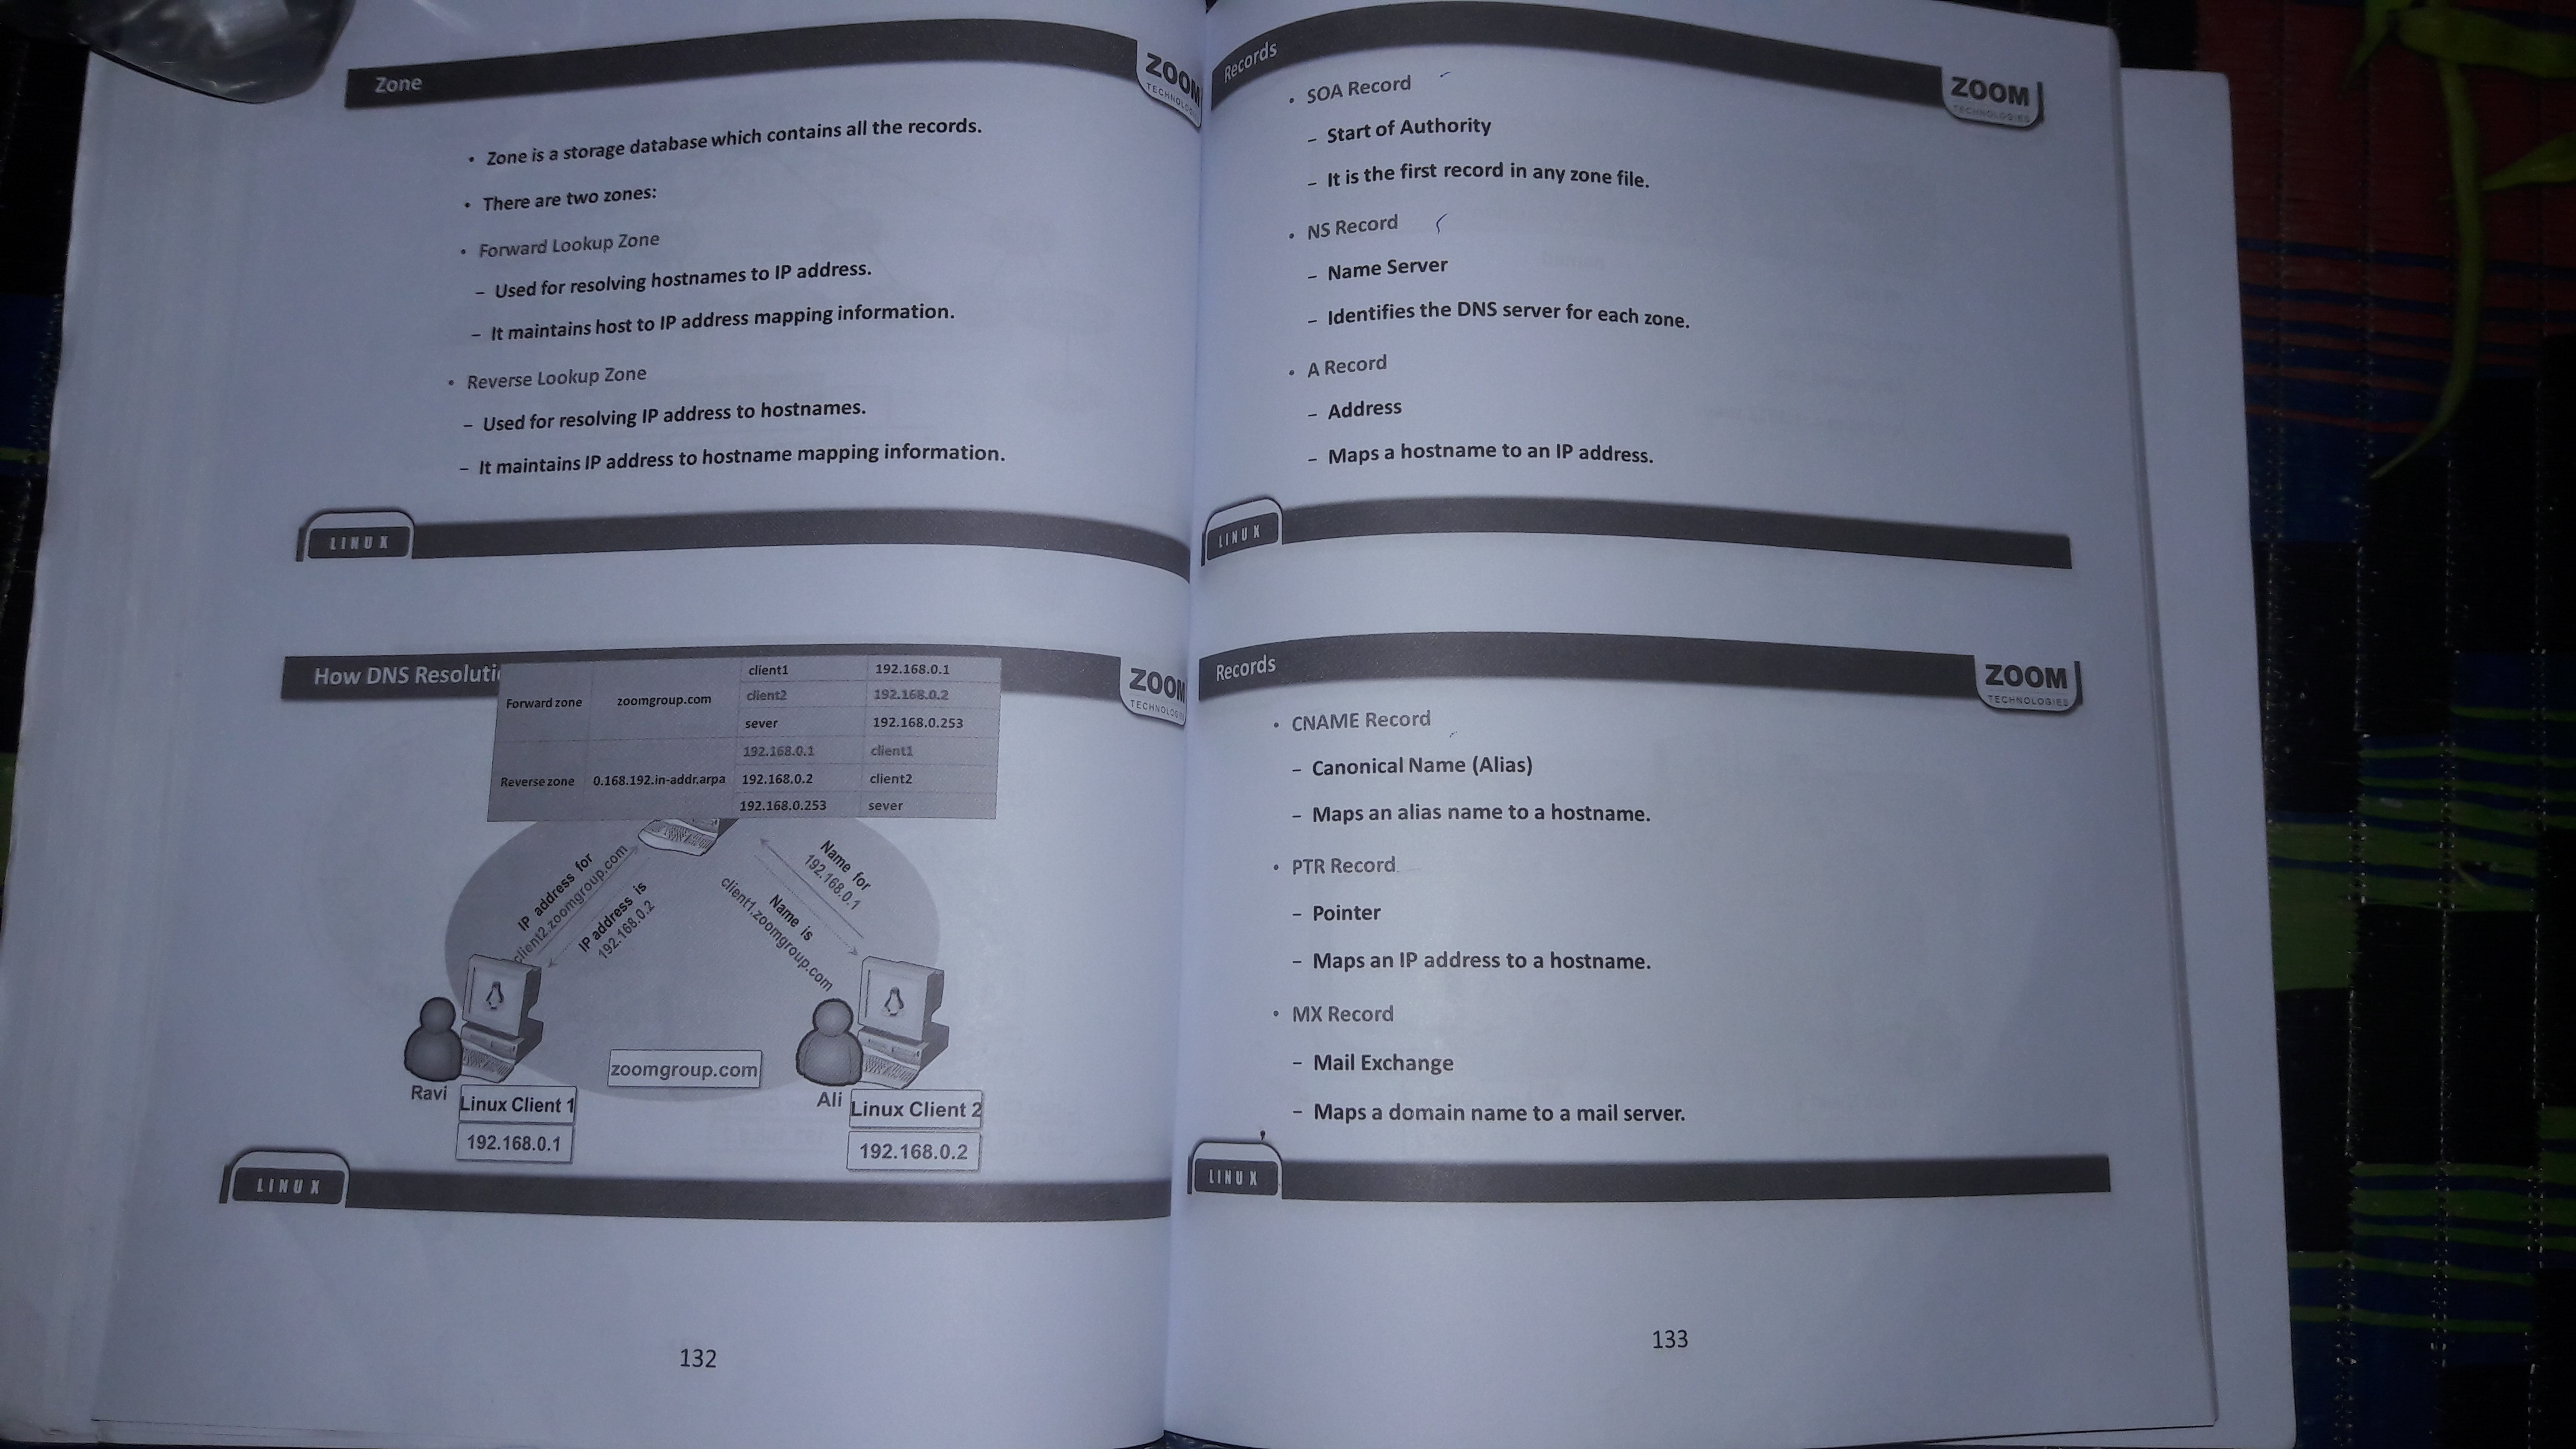 Zone
ZOOM
TECHNOLOG
• Zone is a storage database which contains all the records.
• There are two zones:
• Forward Lookup Zone
– Used for resolving hostnames to IP address.
– It maintains host to IP address mapping information.
• Reverse Lookup Zone
– Used for resolving IP address to hostnames.
– It maintains IP address to hostname mapping information.
LINUX
How DNS Resoluti
ZOOM
TECHNOLOG
Forward zone zoomgroup.com client1 192.168.0.1
client2 192.168.0.2
sever 192.168.0.253
Reverse zone 0.168.192.in-addr.arpa 192.168.0.1 client1
192.168.0.2 client2
192.168.0.253 sever
IP address for
client2.zoomgroup.com
IP address is
192.168.0.2
Name for
192.168.0.1
Name is
client1.zoomgroup.com
zoomgroup.com
Ravi
Linux Client 1
192.168.0.1
Ali
Linux Client 2
192.168.0.2
LINUX
132
Records
ZOOM
TECHNOLOGIES
• SOA Record
– Start of Authority
– It is the first record in any zone file.
• NS Record
– Name Server
– Identifies the DNS server for each zone.
• A Record
– Address
– Maps a hostname to an IP address.
LINUX
Records
ZOOM
TECHNOLOGIES
• CNAME Record
– Canonical Name (Alias)
– Maps an alias name to a hostname.
• PTR Record
– Pointer
– Maps an IP address to a hostname.
• MX Record
– Mail Exchange
– Maps a domain name to a mail server.
LINUX
133